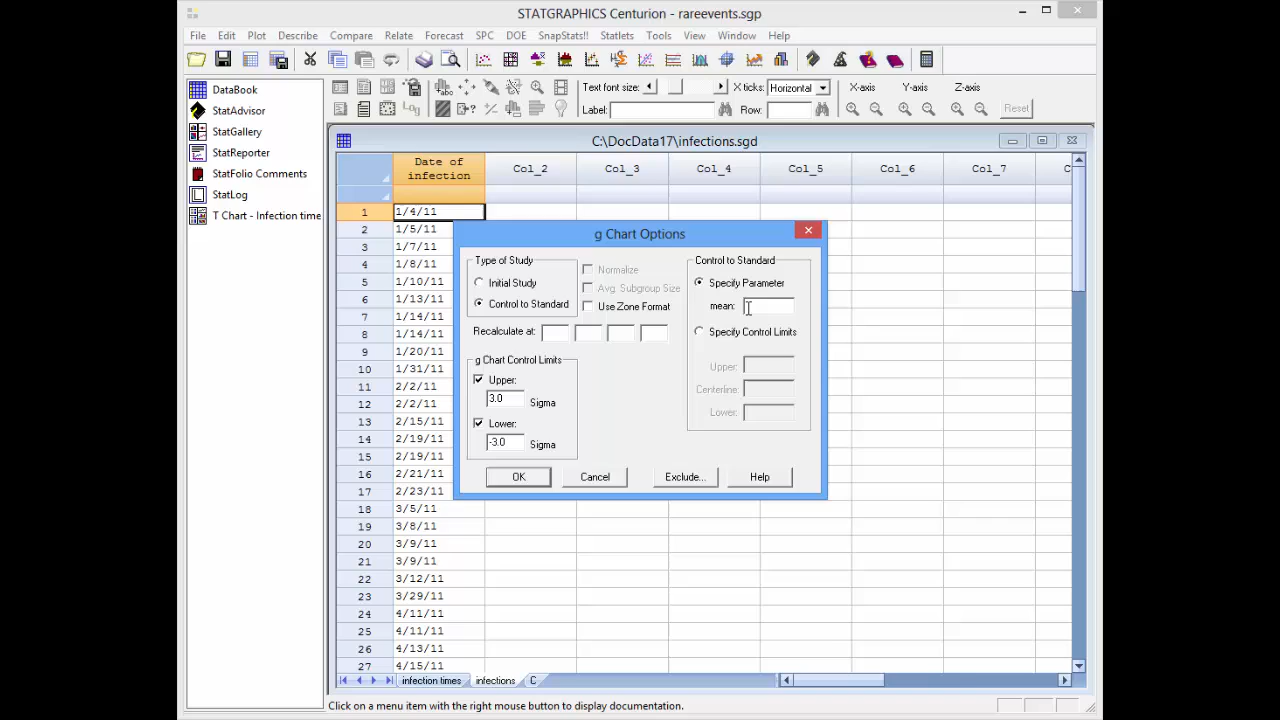 STATGRAPHICS Centurion - rareevents.sgp
File Edit Plot Describe Compare Relate Forecast SPC DOE SnapStats!! Statlets Tools View Window Help
Text font size: X ticks: Horizontal X-axis Y-axis Z-axis
Log Label: Row: Reset
DataBook
StatAdvisor
StatGallery
StatReporter
StatFolio Comments
StatLog
T Chart - Infection time
C:\DocData17\infections.sgd
Date of infection Col_2 Col_3 Col_4 Col_5 Col_6 Col_7 C
1 1/4/11
2 1/5/11
3 1/7/11
4 1/8/11
5 1/10/11
6 1/13/11
7 1/14/11
8 1/14/11
9 1/20/11
10 1/31/11
11 2/2/11
12 2/2/11
13 2/15/11
14 2/19/11
15 2/19/11
16 2/21/11
17 2/23/11
18 3/5/11
19 3/8/11
20 3/9/11
21 3/9/11
22 3/12/11
23 3/29/11
24 4/11/11
25 4/11/11
26 4/13/11
27 4/15/11
g Chart Options
Type of Study
Initial Study
Control to Standard
Normalize
Avg. Subgroup Size
Use Zone Format
Recalculate at:
g Chart Control Limits
Upper:
3.0 Sigma
Lower:
-3.0 Sigma
Control to Standard
Specify Parameter
mean:
Specify Control Limits
Upper:
Centerline:
Lower:
OK Cancel Exclude... Help
infection times infections C
Click on a menu item with the right mouse button to display documentation.